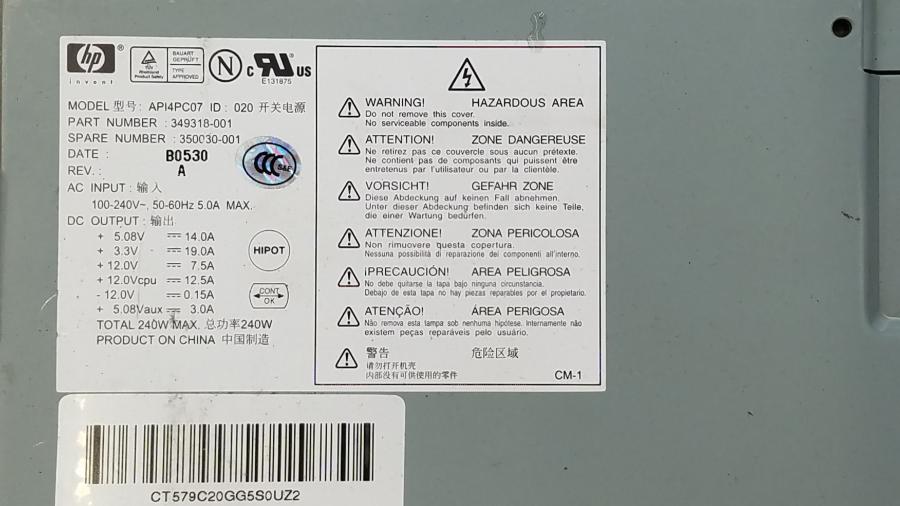 hp
invent
TÜV
Rheinland
Product Safety
BAUART
GEPRÜFT
TYPE
APPROVED
N
c RU US
E131875
MODEL 型号: API4PC07 ID : 020 开关电源
PART NUMBER : 349318-001
SPARE NUMBER : 350030-001
DATE : B0530
REV. : A
CCC S&E
AC INPUT : 输入
100-240V~, 50-60Hz 5.0A MAX.
DC OUTPUT : 输出
+ 5.08V 14.0A
+ 3.3V 19.0A
+ 12.0V 7.5A
+ 12.0Vcpu 12.5A
- 12.0V 0.15A
+ 5.08Vaux 3.0A
TOTAL 240W MAX. 总功率240W
PRODUCT ON CHINA 中国制造
HIPOT
CONT
OK
WARNING! HAZARDOUS AREA
Do not remove this cover.
No serviceable components inside.
ATTENTION! ZONE DANGEREUSE
Ne retirez pas ce couvercle sous aucun prétexte.
Ne contient pas de composants qui puissent être
entretenus par l'utilisateur ou par la clientèle.
VORSICHT! GEFAHR ZONE
Diese Abdeckung auf keinen Fall abnehmen.
Unter dieser Abdeckung befinden sich keine Teile,
die einer Wartung bedürfen.
ATTENZIONE! ZONA PERICOLOSA
Non rimuovere questa copertura.
Nessuna possibilità di reparazione dei componenti all'interno.
¡PRECAUCIÓN! ÁREA PELIGROSA
No debe quitarse la tapa bajo ninguna circunstancia.
Debajo de esta tapa no hay piezas reparables por el propietario.
ATENÇÃO! ÁREA PERIGOSA
Não remova esta tampa sob nenhuma hipótese. Internamente não
existem peças reparáveis pelo usuário.
警告 危险区域
请勿打开机壳
内部没有可供使用的零件
CM-1
CT579C20GG5S0UZ2